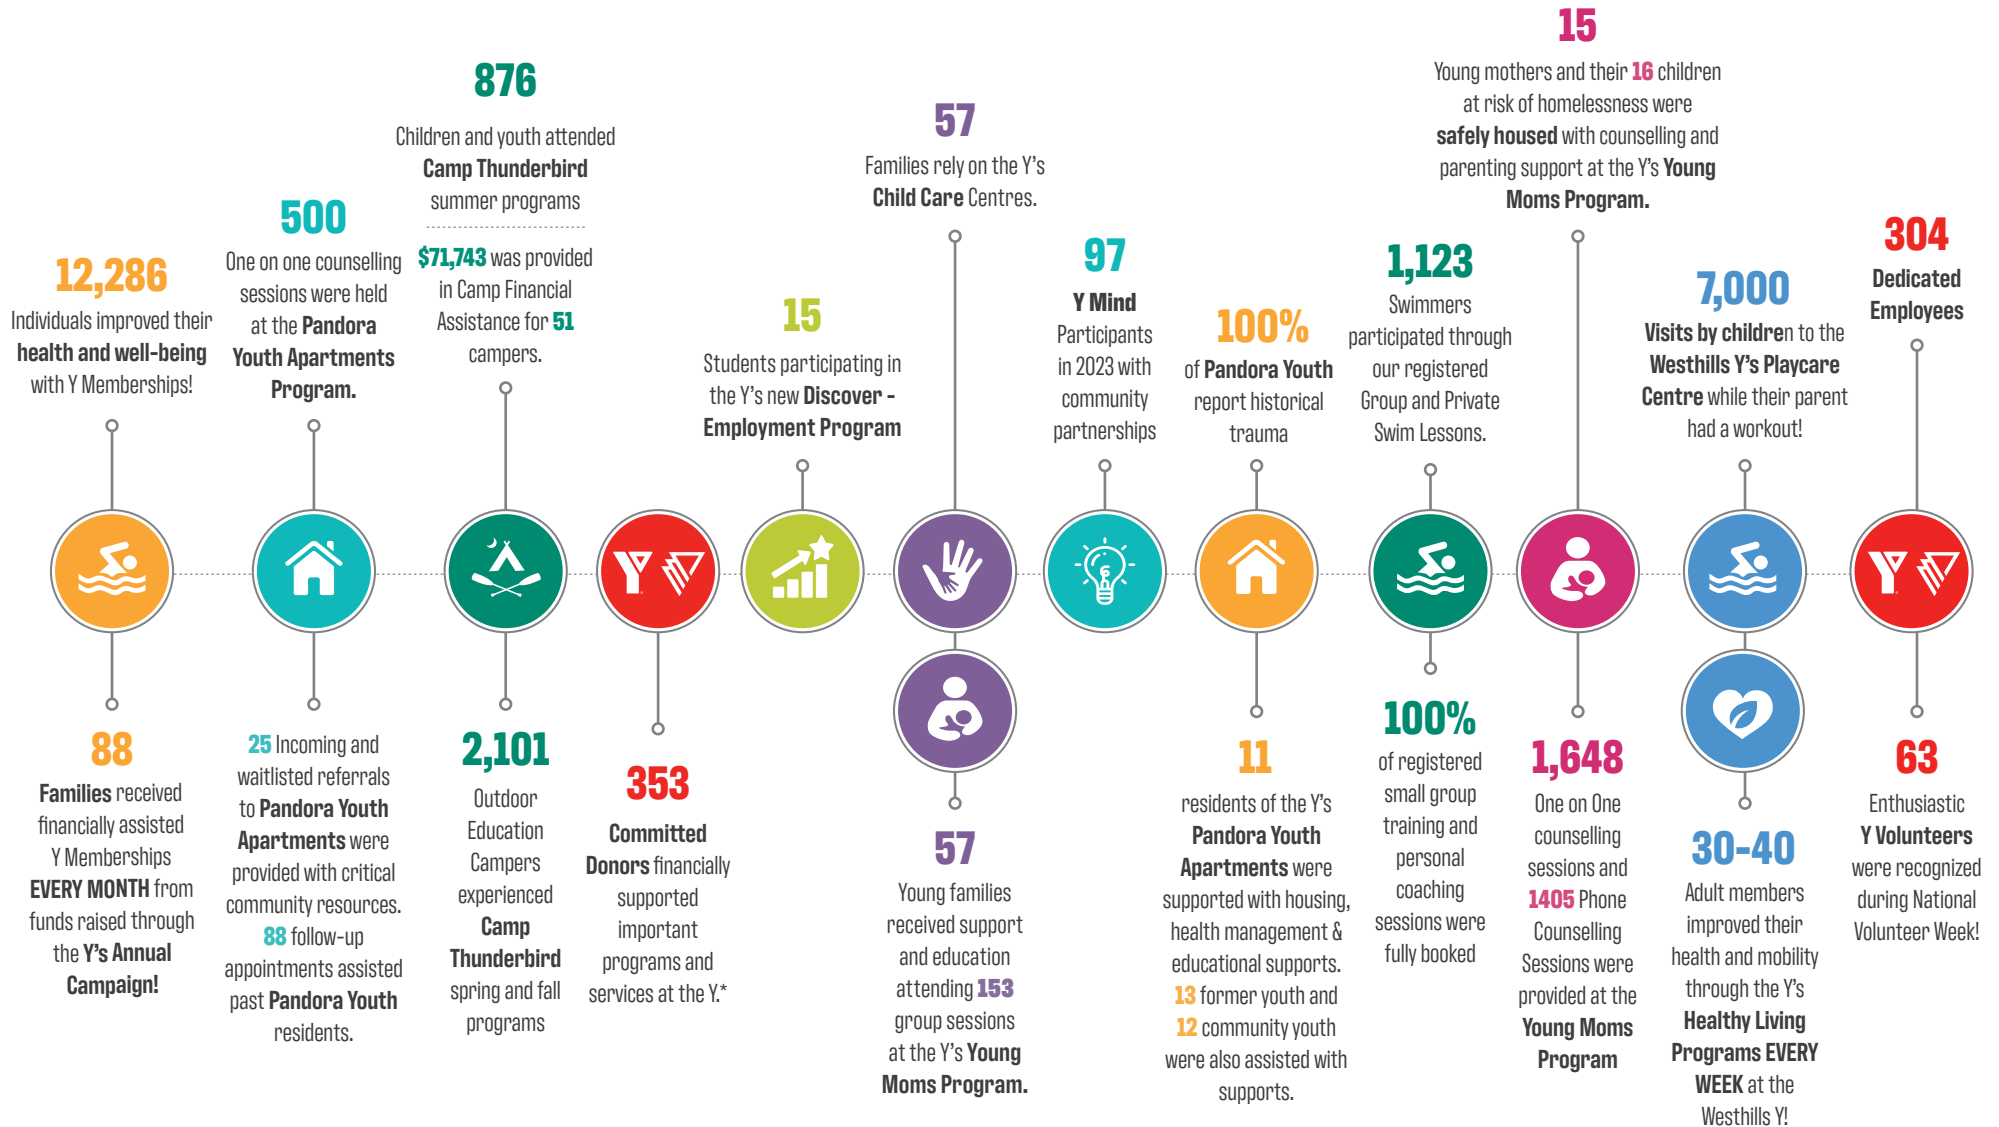 12,286
Individuals improved their
health and well-being
with Y Memberships!
88
Families received
financially assisted
Y Memberships
EVERY MONTH from
funds raised through
the Y's Annual
Campaign!
500
One on one counselling
sessions were held
at the Pandora
Youth Apartments
Program.
25 Incoming and
waitlisted referrals
to Pandora Youth
Apartments were
provided with critical
community resources.
88 follow-up
appointments assisted
past Pandora Youth
residents.
876
Children and youth attended
Camp Thunderbird
summer programs
$71,743 was provided
in Camp Financial
Assistance for 51
campers.
2,101
Outdoor
Education
Campers
experienced
Camp
Thunderbird
spring and fall
programs
Y
353
Committed
Donors financially
supported
important
programs and
services at the Y.*
15
Students participating in
the Y's new Discover -
Employment Program
57
Families rely on the Y's
Child Care Centres.
57
Young families
received support
and education
attending 153
group sessions
at the Y's Young
Moms Program.
97
Y Mind
Participants
in 2023 with
community
partnerships
100%
of Pandora Youth
report historical
trauma
11
residents of the Y's
Pandora Youth
Apartments were
supported with housing,
health management &
educational supports.
13 former youth and
12 community youth
were also assisted with
supports.
1,123
Swimmers
participated through
our registered
Group and Private
Swim Lessons.
100%
of registered
small group
training and
personal
coaching
sessions were
fully booked
15
Young mothers and their 16 children
at risk of homelessness were
safely housed with counselling and
parenting support at the Y's Young
Moms Program.
1,648
One on One
counselling
sessions and
1405 Phone
Counselling
Sessions were
provided at the
Young Moms
Program
7,000
Visits by children to the
Westhills Y's Playcare
Centre while their parent
had a workout!
30-40
Adult members
improved their
health and mobility
through the Y's
Healthy Living
Programs EVERY
WEEK at the
Westhills Y!
304
Dedicated
Employees
Y
63
Enthusiastic
Y Volunteers
were recognized
during National
Volunteer Week!